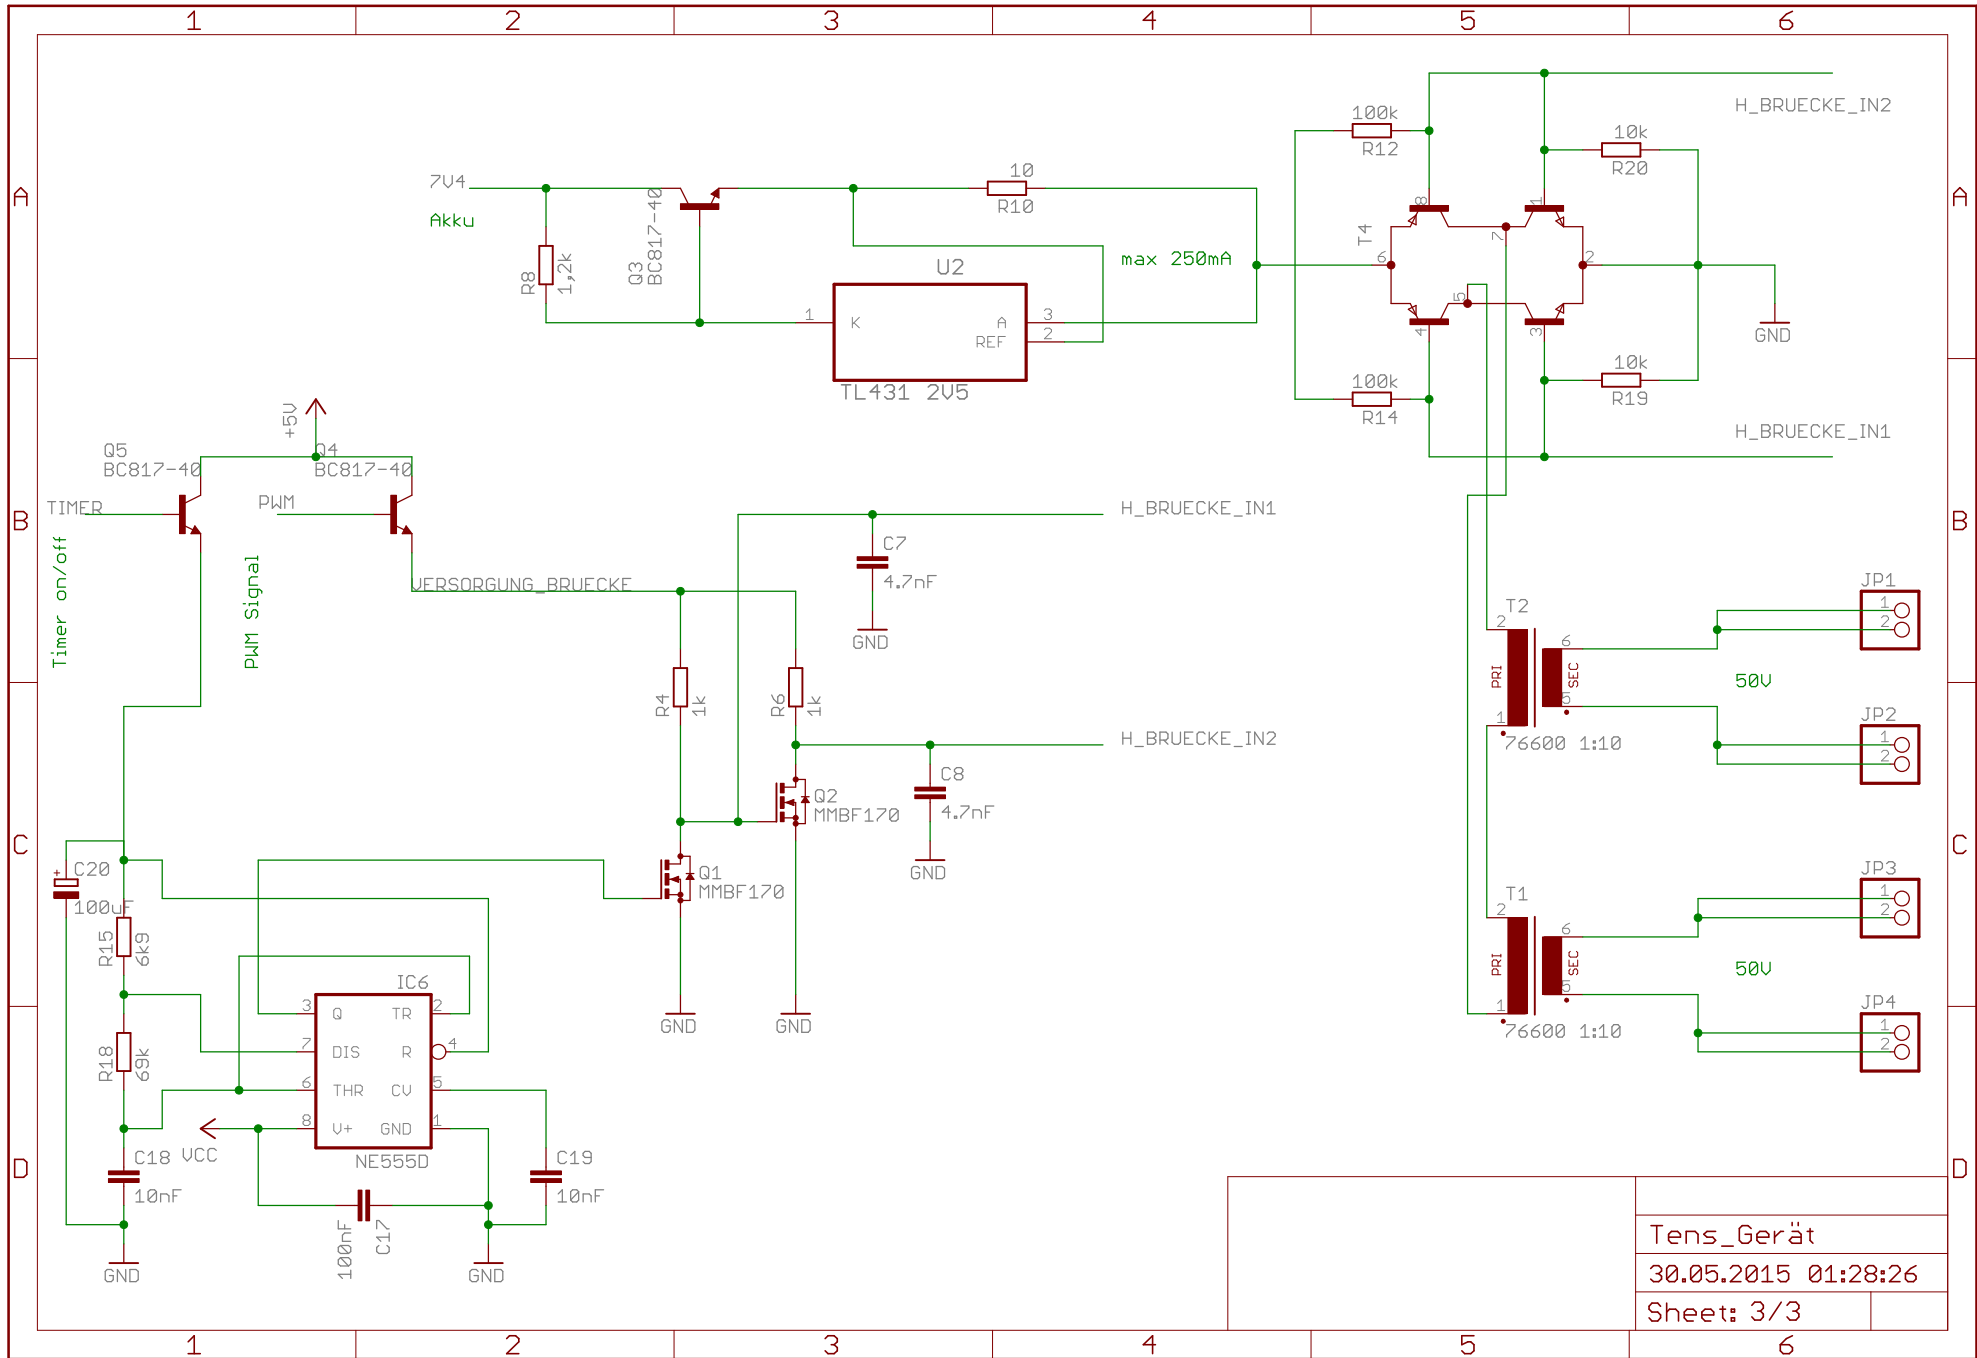 1 2 3 4 5 6
A A
B B
C C
D D
1 2 3 4 5 6
7V4
Akku
R8
1,2k
Q3
BC817-40
10
R10
U2
1 K
A 3
REF 2
TL431 2V5
max 250mA
100k
R12
100k
R14
T4
8
1
7
6
2
5
4
3
10k
R20
10k
R19
GND
H_BRUECKE_IN2
H_BRUECKE_IN1
+5V
Q5
BC817-40
Q4
BC817-40
TIMER
PWM
Timer on/off
PWM Signal
VERSORGUNG_BRUECKE
H_BRUECKE_IN1
C7
4.7nF
GND
R4
1k
R6
1k
H_BRUECKE_IN2
C8
4.7nF
GND
Q2
MMBF170
Q1
MMBF170
GND
GND
+
C20
100uF
R15
6k9
R18
69k
IC6
3 Q TR 2
7 DIS R 4
6 THR CV 5
8 V+ GND 1
NE555D
VCC
C18
10nF
C19
10nF
100nF
C17
GND
GND
T2
2
1
PRI
SEC
6
5
76600 1:10
50V
JP1
1
2
JP2
1
2
T1
2
1
PRI
SEC
6
5
76600 1:10
50V
JP3
1
2
JP4
1
2
Tens_Gerät
30.05.2015 01:28:26
Sheet: 3/3